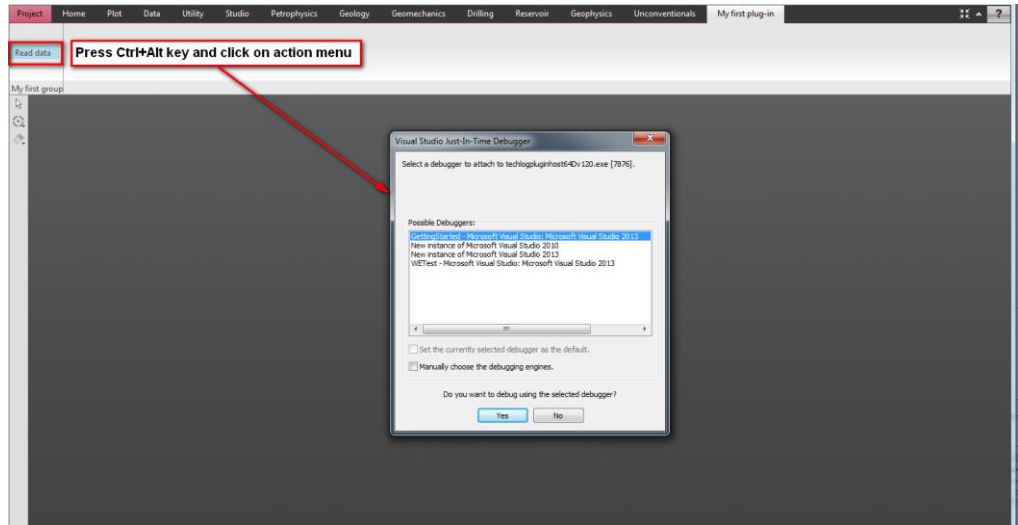 Project Home Plot Data Utility Studio Petrophysics Geology Geomechanics Drilling Reservoir Geophysics Unconventionals My first plug-in ?
Read data
Press Ctrl+Alt key and click on action menu
My first group
Visual Studio Just-In-Time Debugger
Select a debugger to attach to techlogpluginhost64Dv120.exe [7876].
Possible Debuggers:
GettingStarted - Microsoft Visual Studio: Microsoft Visual Studio 2013
New instance of Microsoft Visual Studio 2010
New instance of Microsoft Visual Studio 2013
WETest - Microsoft Visual Studio: Microsoft Visual Studio 2013
Set the currently selected debugger as the default.
Manually choose the debugging engines.
Do you want to debug using the selected debugger?
Yes No